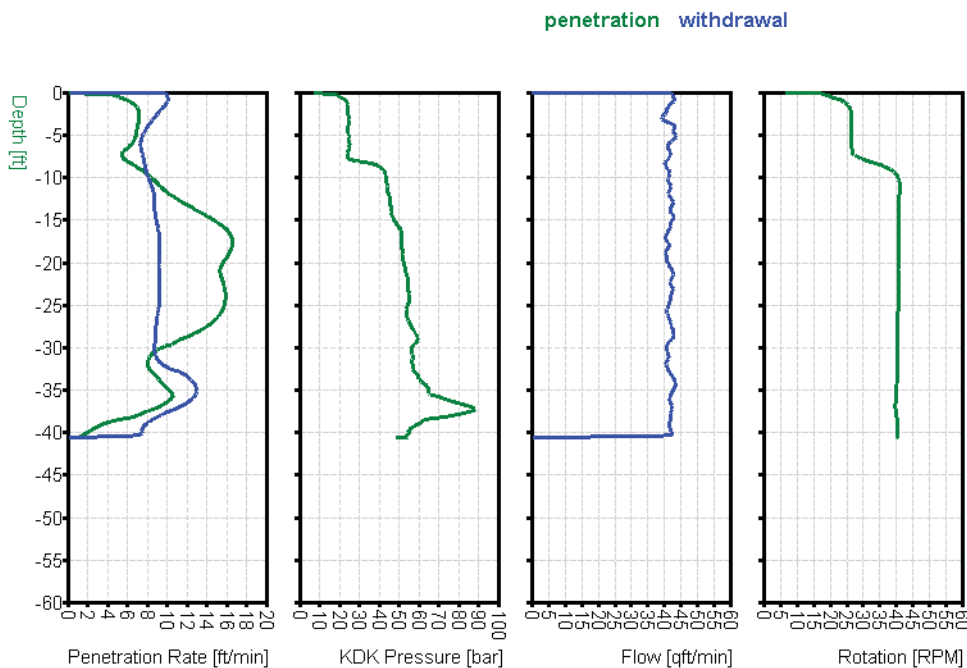 penetration withdrawal
Depth [ft]
0
-5
-10
-15
-20
-25
-30
-35
-40
-45
-50
-55
-60
0 2 4 6 8 10 12 14 16 18 20
Penetration Rate [ft/min]
0 10 20 30 40 50 60 70 80 90 100
KDK Pressure [bar]
0 5 10 15 20 25 30 35 40 45 50 55 60
Flow [qft/min]
0 5 10 15 20 25 30 35 40 45 50 55 60
Rotation [RPM]